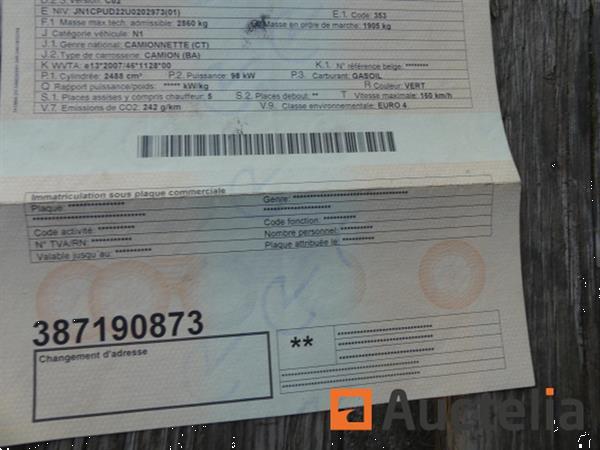 D.2.3. Version: C02
E NIV: JN1CPUD22U0202973(01) E.1. Code: 353
F.1 Masse max.tech. admissible: 2860 kg Masse en ordre de marche: 1905 kg
J Catégorie véhicule: N1
J.1. Genre national: CAMIONNETTE (CT)
J.2. Type de carrosserie: CAMION (BA)
K WVTA: e13*2007/46*1128*00 K.1. N° référence belge: ********
P.1. Cylindrée: 2488 cm³ P.2. Puissance: 98 kW P.3. Carburant: GASOIL
Q Rapport puissance/poids: ***** kW/kg R Couleur: VERT
S.1. Places assises y compris chauffeur: 5 S.2. Places debout: ** T Vitesse maximale: 160 km/h
V.7. Emissions de CO2: 242 g/km V.9. Classe environnementale: EURO 4
Immatriculation sous plaque commerciale
Plaque: Genre:
Code activité: Code fonction:
N° TVA/RN: Nombre personnel:
Valable jusqu'au: Plaque attribuée le:
387190873
Changement d'adresse
**
Auctelia